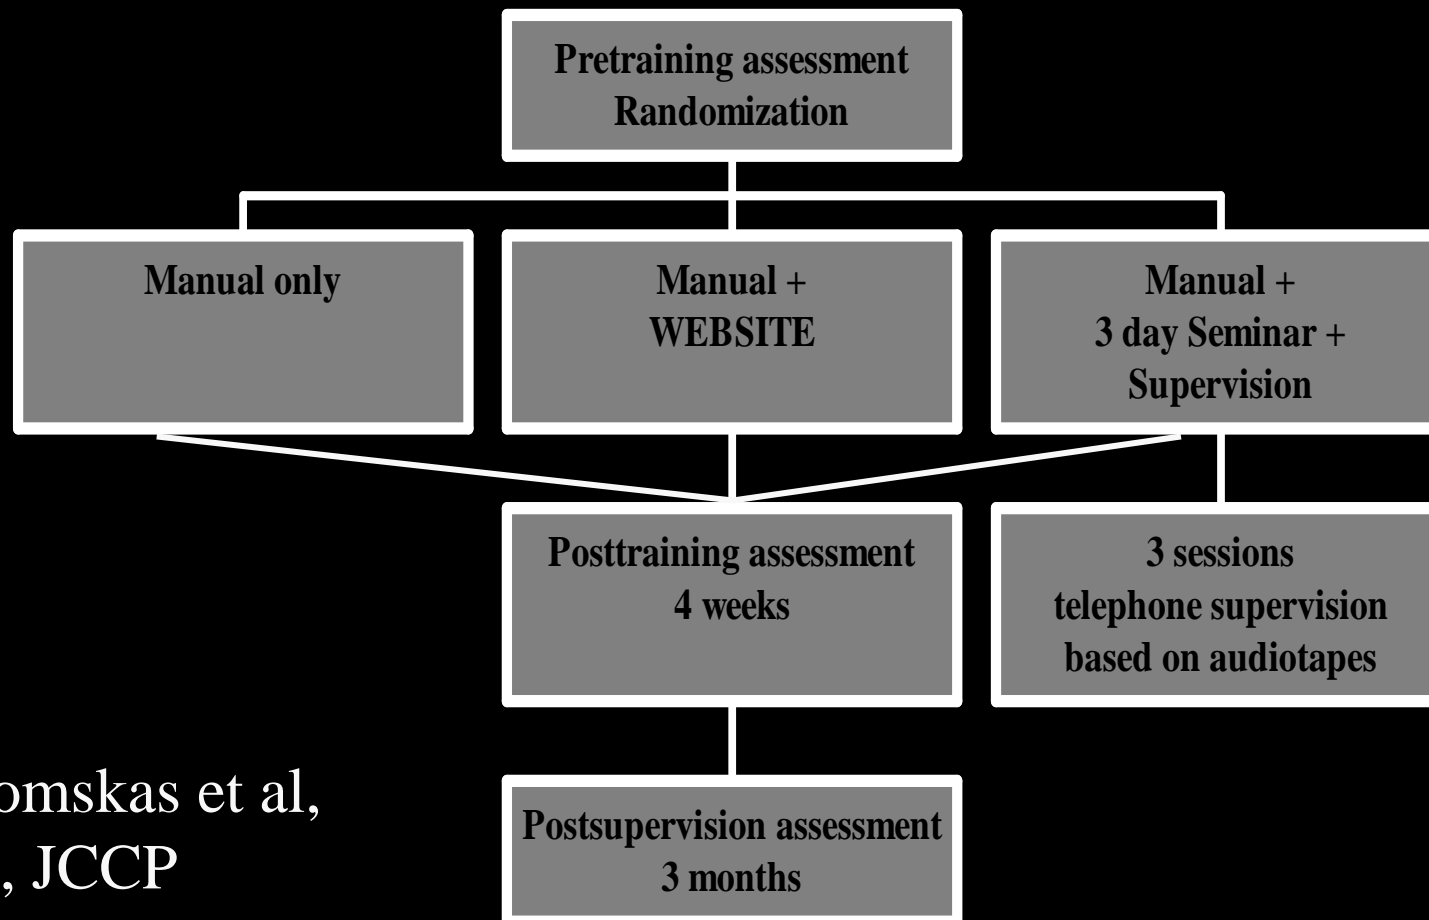 Pretraining assessment
Randomization
Manual only
Manual +
WEBSITE
Manual +
3 day Seminar +
Supervision
Posttraining assessment
4 weeks
3 sessions
telephone supervision
based on audiotapes
Postsupervision assessment
3 months
et al,
, JCCP